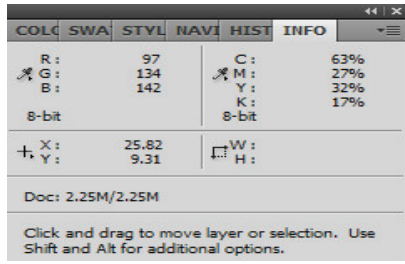 COLO SWA STYL NAVI HIST INFO
R: 97 C: 63%
G: 134 M: 27%
B: 142 Y: 32%
K: 17%
8-bit 8-bit
X: 25.82 W:
Y: 9.31 H:
Doc: 2.25M/2.25M
Click and drag to move layer or selection. Use
Shift and Alt for additional options.